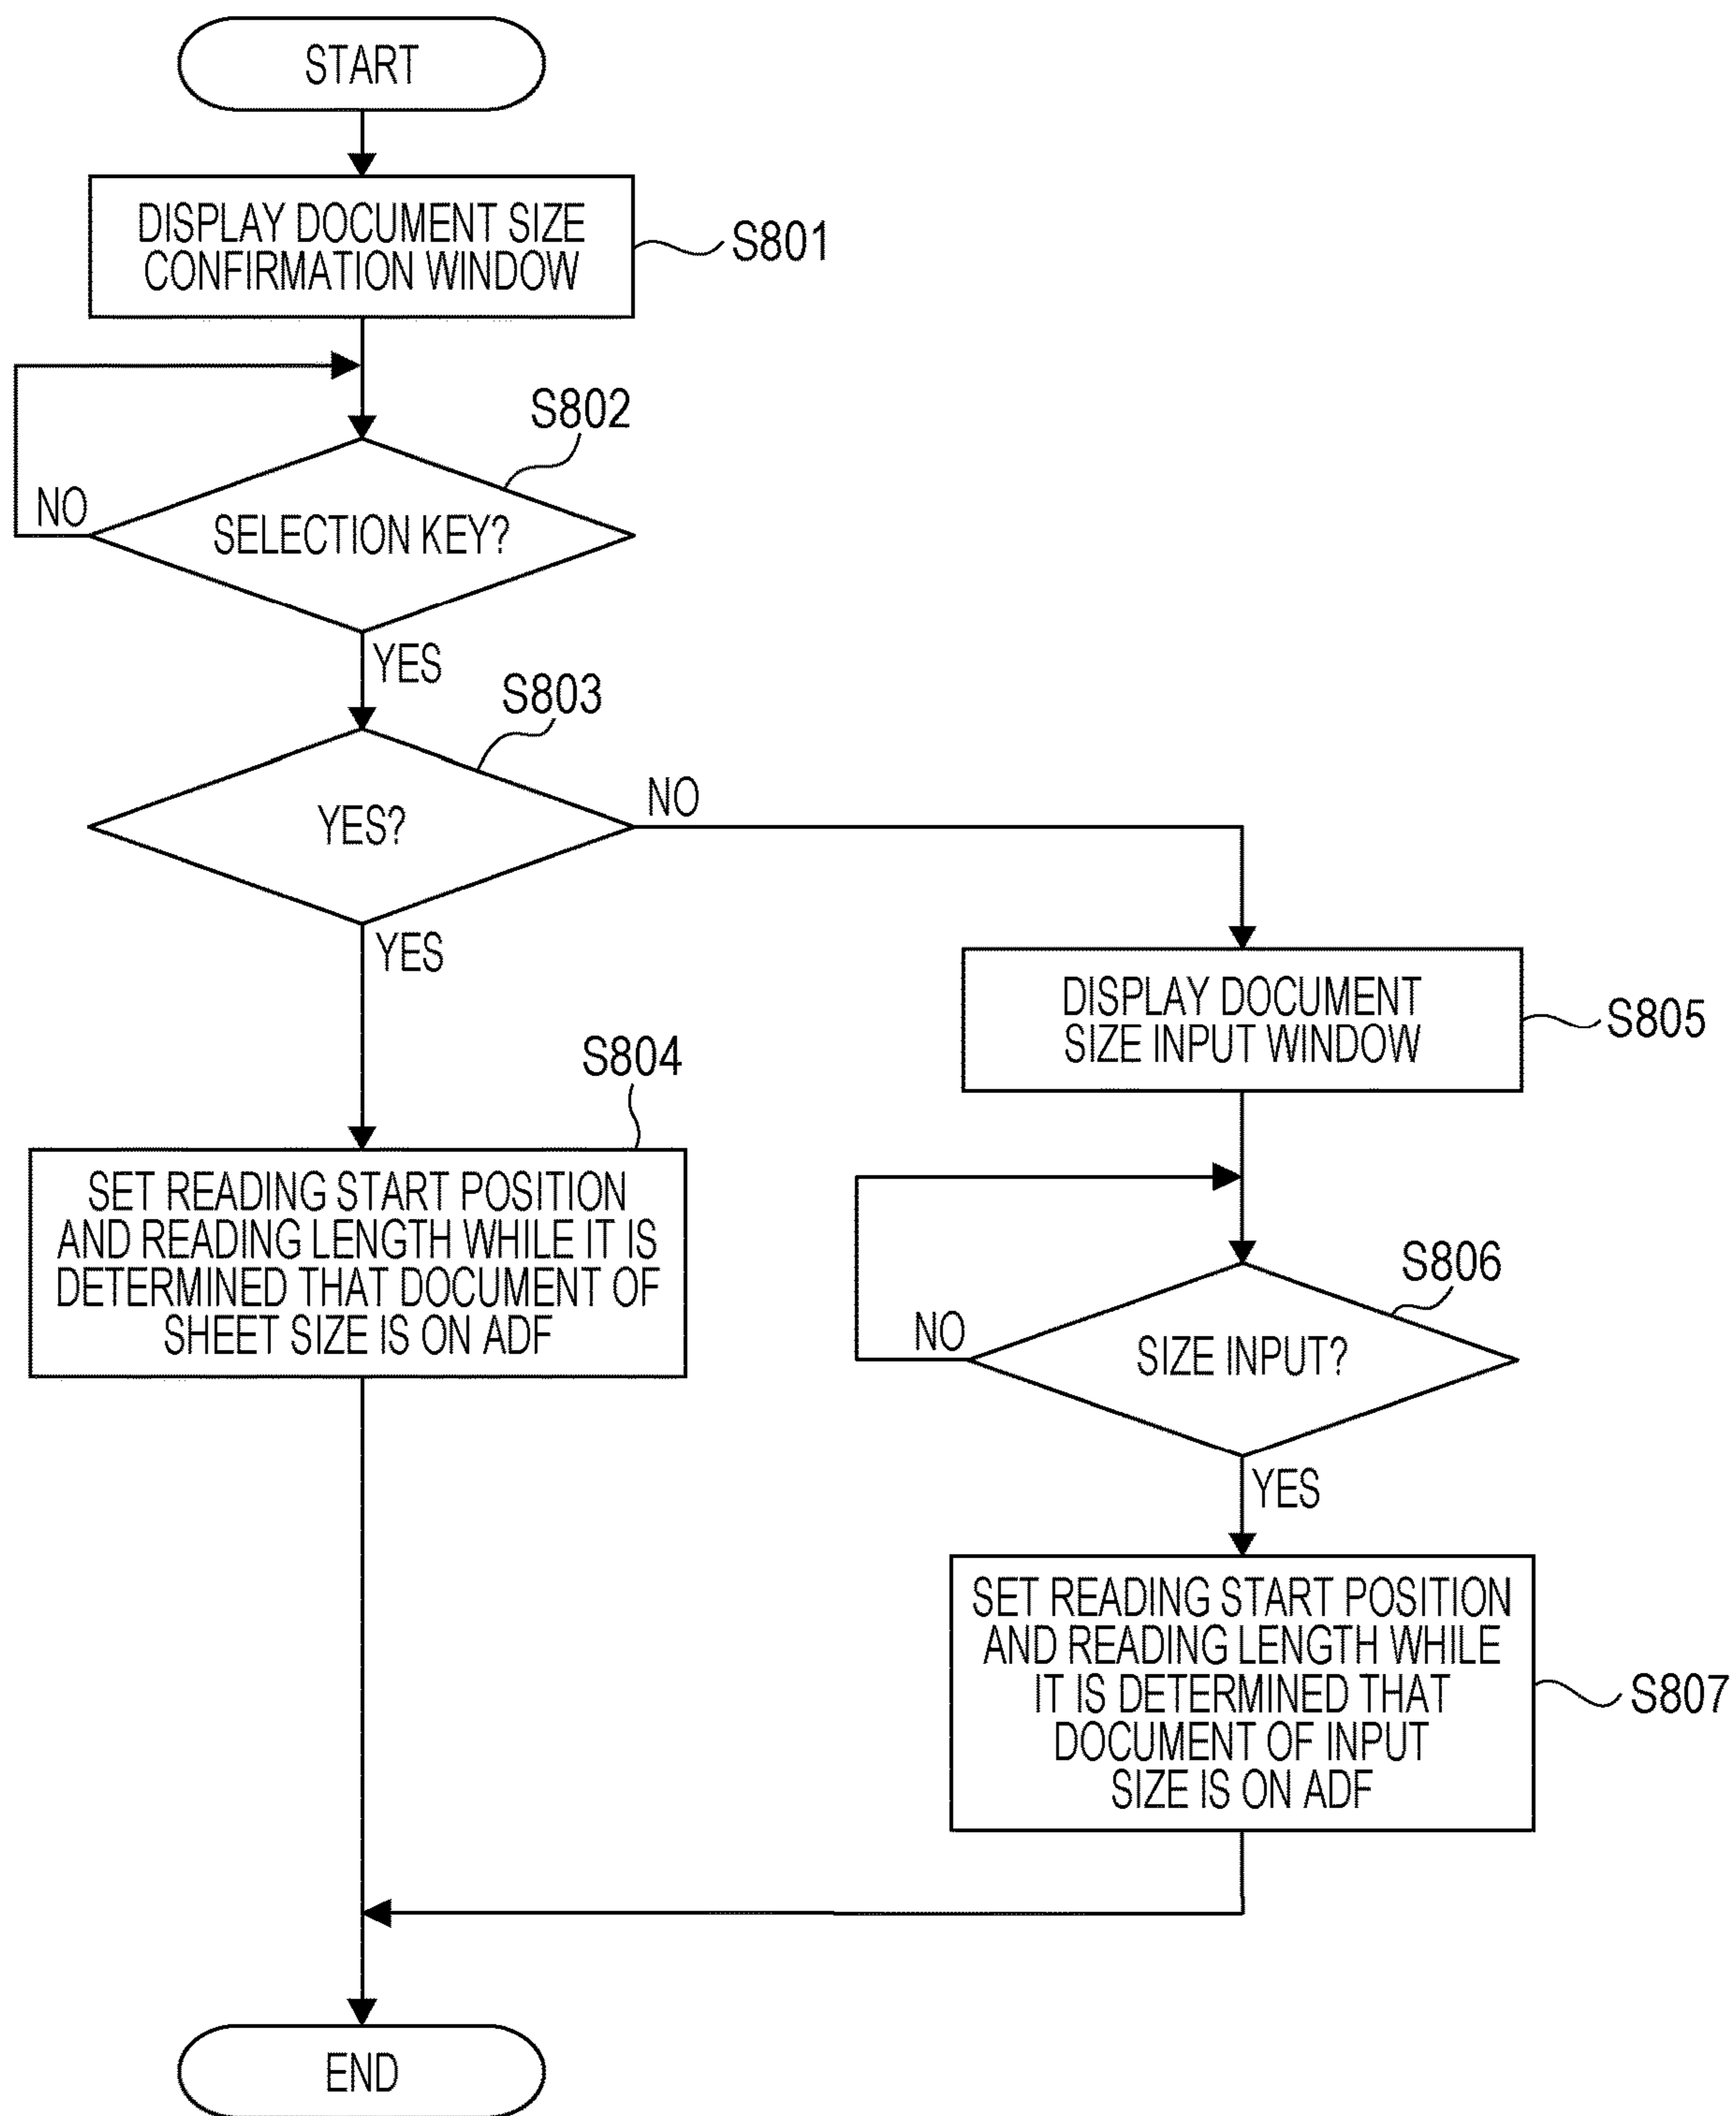 START
DISPLAY DOCUMENT SIZE
CONFIRMATION WINDOW
S801
S802
NO
SELECTION KEY?
YES
S803
YES?
NO
YES
DISPLAY DOCUMENT
SIZE INPUT WINDOW
S805
S804
SET READING START POSITION
AND READING LENGTH WHILE IT IS
DETERMINED THAT DOCUMENT OF
SHEET SIZE IS ON ADF
S806
NO
SIZE INPUT?
YES
SET READING START POSITION
AND READING LENGTH WHILE
IT IS DETERMINED THAT
DOCUMENT OF INPUT
SIZE IS ON ADF
S807
END